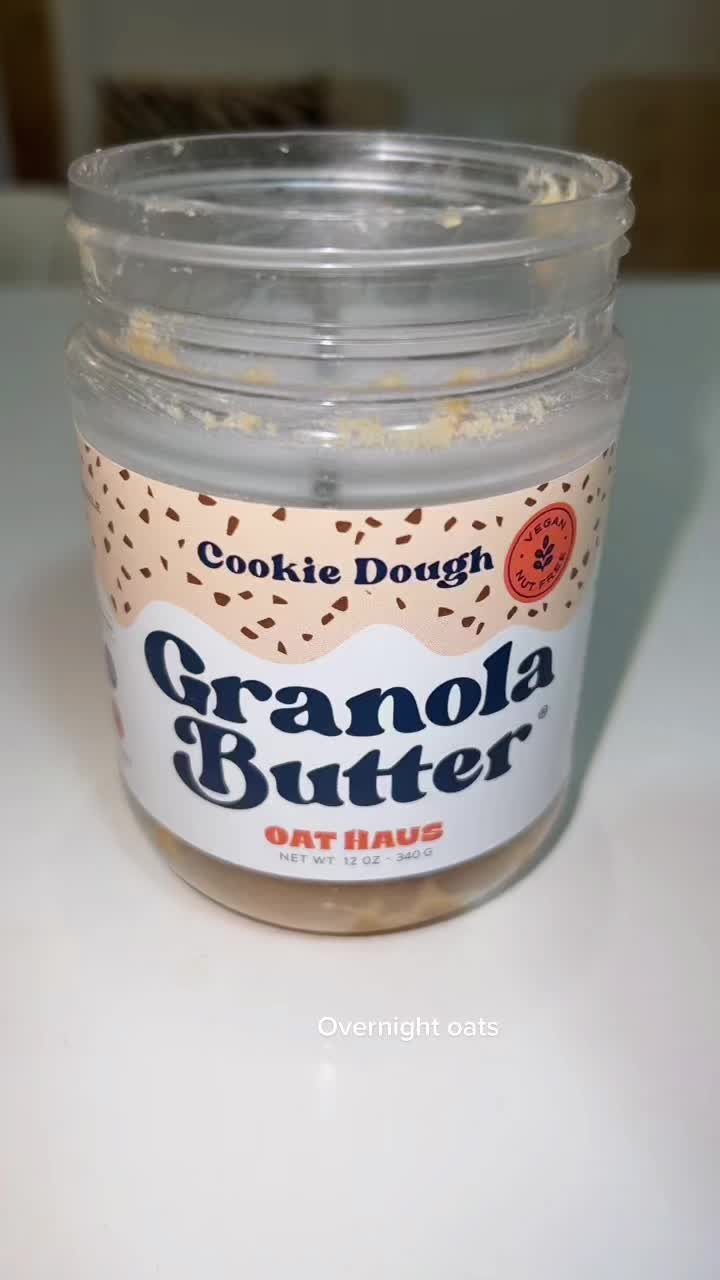 Cookie Dough
VEGAN
NUT FREE
Granola
Butter®
OAT HAUS
NET WT 12 OZ - 340 G
Overnight oats